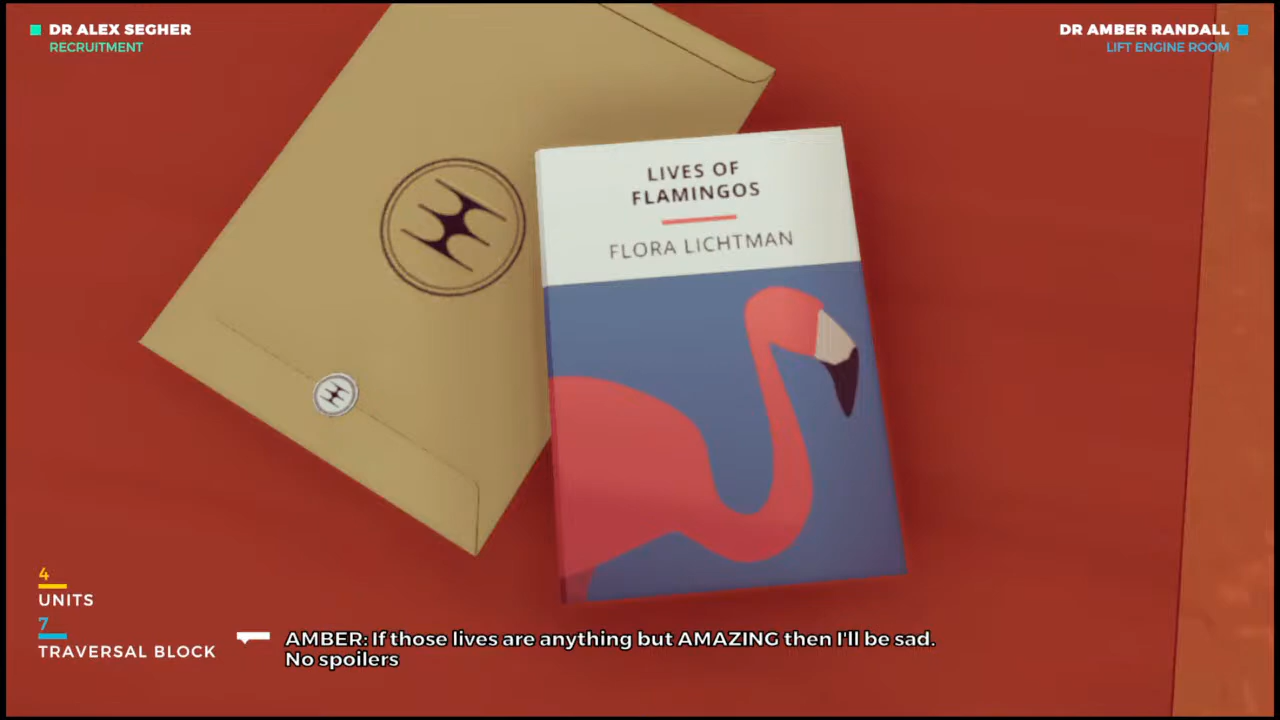 DR ALEX SEGHER
RECRUITMENT
DR AMBER RANDALL
LIFT ENGINE ROOM
LIVES OF
FLAMINGOS
FLORA LICHTMAN
4
UNITS
7
TRAVERSAL BLOCK
AMBER: If those lives are anything but AMAZING then I'll be sad.
No spoilers